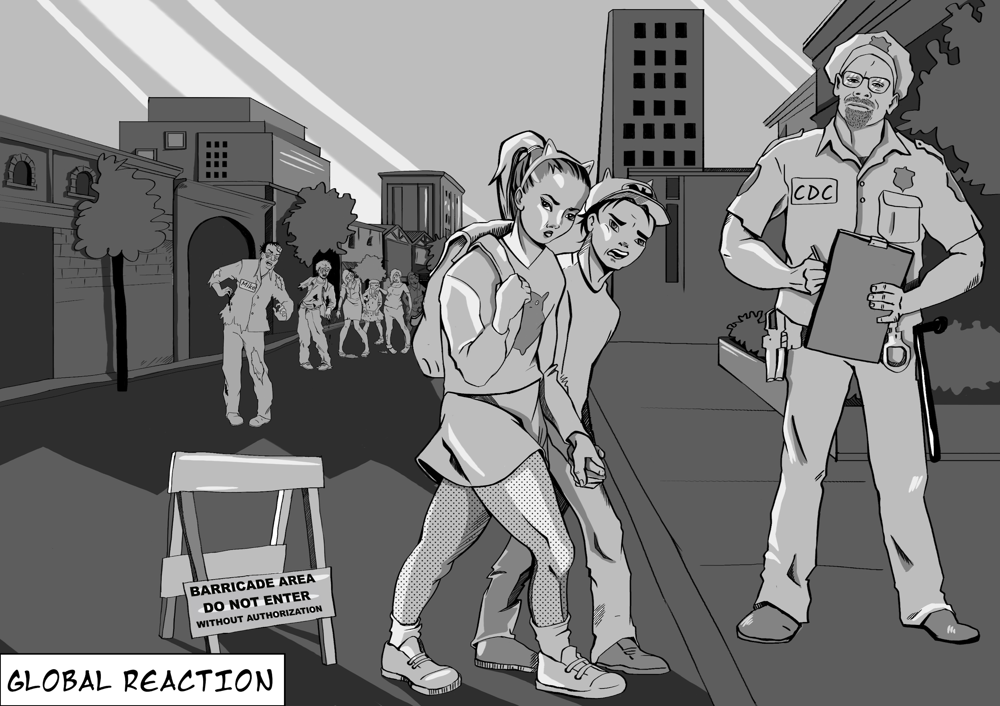 CDC
Mike
BARRICADE AREA
DO NOT ENTER
WITHOUT AUTHORIZATION
GLOBAL REACTION